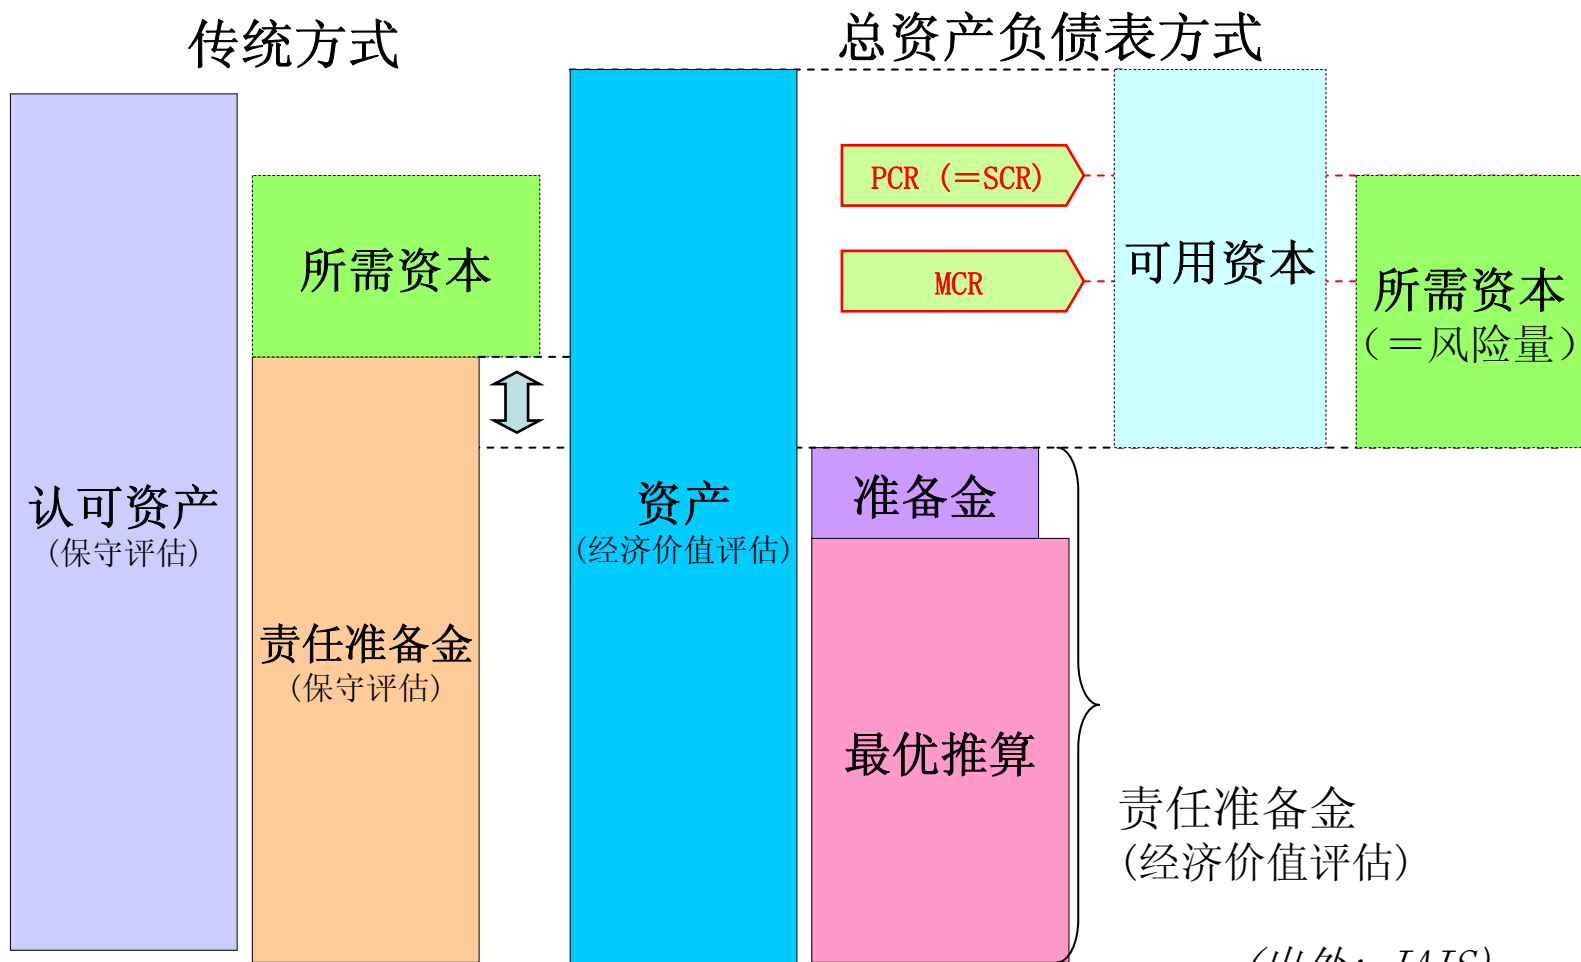 传统方式
总资产负债表方式
认可资产
(保守评估)
所需资本
责任准备金
(保守评估)
资产
(经济价值评估)
PCR (＝SCR)
MCR
可用资本
所需资本
(＝风险量)
准备金
最优推算
责任准备金
(经济价值评估)
(出处: IAIS)